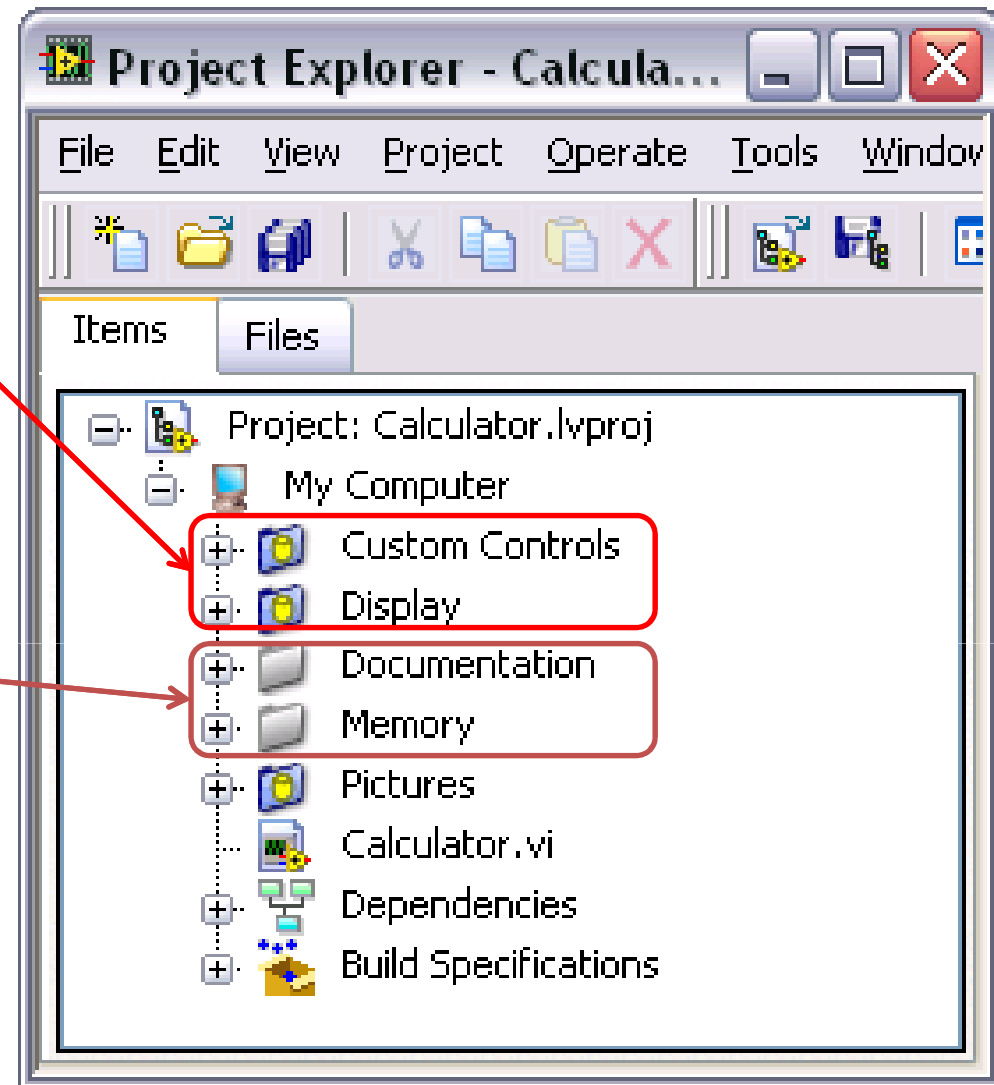 Project Explorer - Calcula...
File Edit View Project Operate Tools Window
Items Files
Project: Calculator.lvproj
My Computer
Custom Controls
Display
Documentation
Memory
Pictures
Calculator.vi
Dependencies
Build Specifications